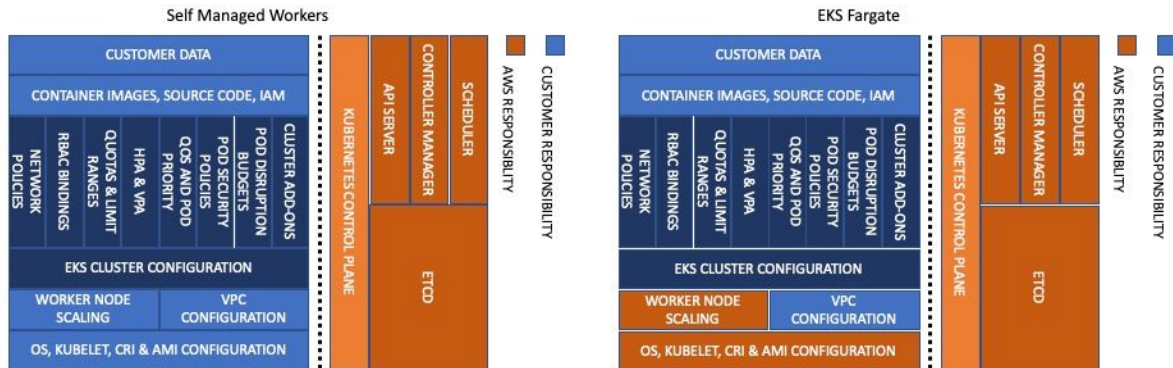 Self Managed Workers
CUSTOMER DATA
CONTAINER IMAGES, SOURCE CODE, IAM
NETWORK
POLICIES
RBAC BINDINGS
QUOTAS & LIMIT
RANGES
HPA & VPA
QOS AND POD
PRIORITY
POD SECURITY
POLICIES
POD DISRUPTION
BUDGETS
CLUSTER ADD-ONS
EKS CLUSTER CONFIGURATION
WORKER NODE
SCALING
VPC
CONFIGURATION
OS, KUBELET, CRI & AMI CONFIGURATION
KUBERNETES CONTROL PLANE
API SERVER
CONTROLLER MANAGER
SCHEDULER
ETCD
AWS RESPONSIBLITY
CUSTOMER RESPONSIBILITY
EKS Fargate
CUSTOMER DATA
CONTAINER IMAGES, SOURCE CODE, IAM
NETWORK
POLICIES
RBAC BINDINGS
QUOTAS & LIMIT
RANGES
HPA & VPA
QOS AND POD
PRIORITY
POD SECURITY
POLICIES
POD DISRUPTION
BUDGETS
CLUSTER ADD-ONS
EKS CLUSTER CONFIGURATION
WORKER NODE
SCALING
VPC
CONFIGURATION
OS, KUBELET, CRI & AMI CONFIGURATION
KUBERNETES CONTROL PLANE
API SERVER
CONTROLLER MANAGER
SCHEDULER
ETCD
AWS RESPONSIBLITY
CUSTOMER RESPONSIBILITY